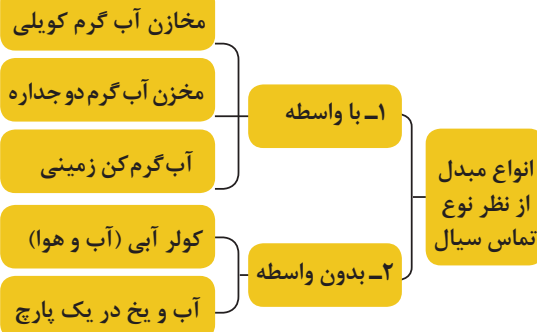 انواع مبدل
از نظر نوع
تماس سیال
۱ـ با واسطه
مخازن آب گرم کویلی
مخزن آب گرم دو جداره
آب گرم کن زمینی
۲ـ بدون واسطه
کولر آبی (آب و هوا)
آب و یخ در یک پارچ